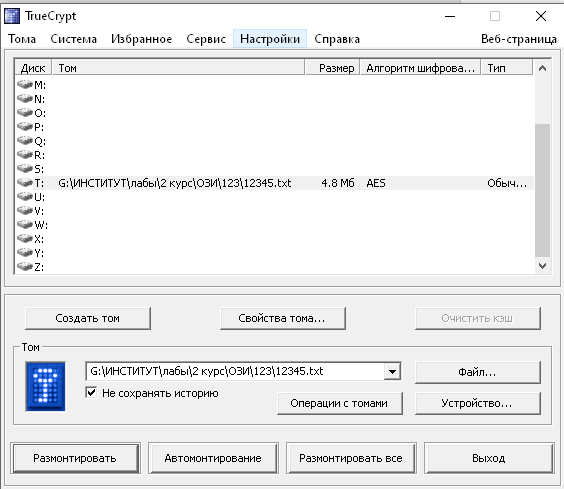 TrueCrypt
Тома Система Избранное Сервис Настройки Справка Веб-страница
Диск Том Размер Алгоритм шифрова... Тип
M:
N:
O:
P:
Q:
R:
S:
T: G:\ИНСТИТУТ\лабы\2 курс\ОЗИ\123\12345.txt 4.8 Мб AES Обыч...
U:
V:
W:
X:
Y:
Z:
Создать том Свойства тома... Очистить кэш
Том
G:\ИНСТИТУТ\лабы\2 курс\ОЗИ\123\12345.txt Файл...
Не сохранять историю Операции с томами Устройство...
Размонтировать Автомонтирование Размонтировать все Выход